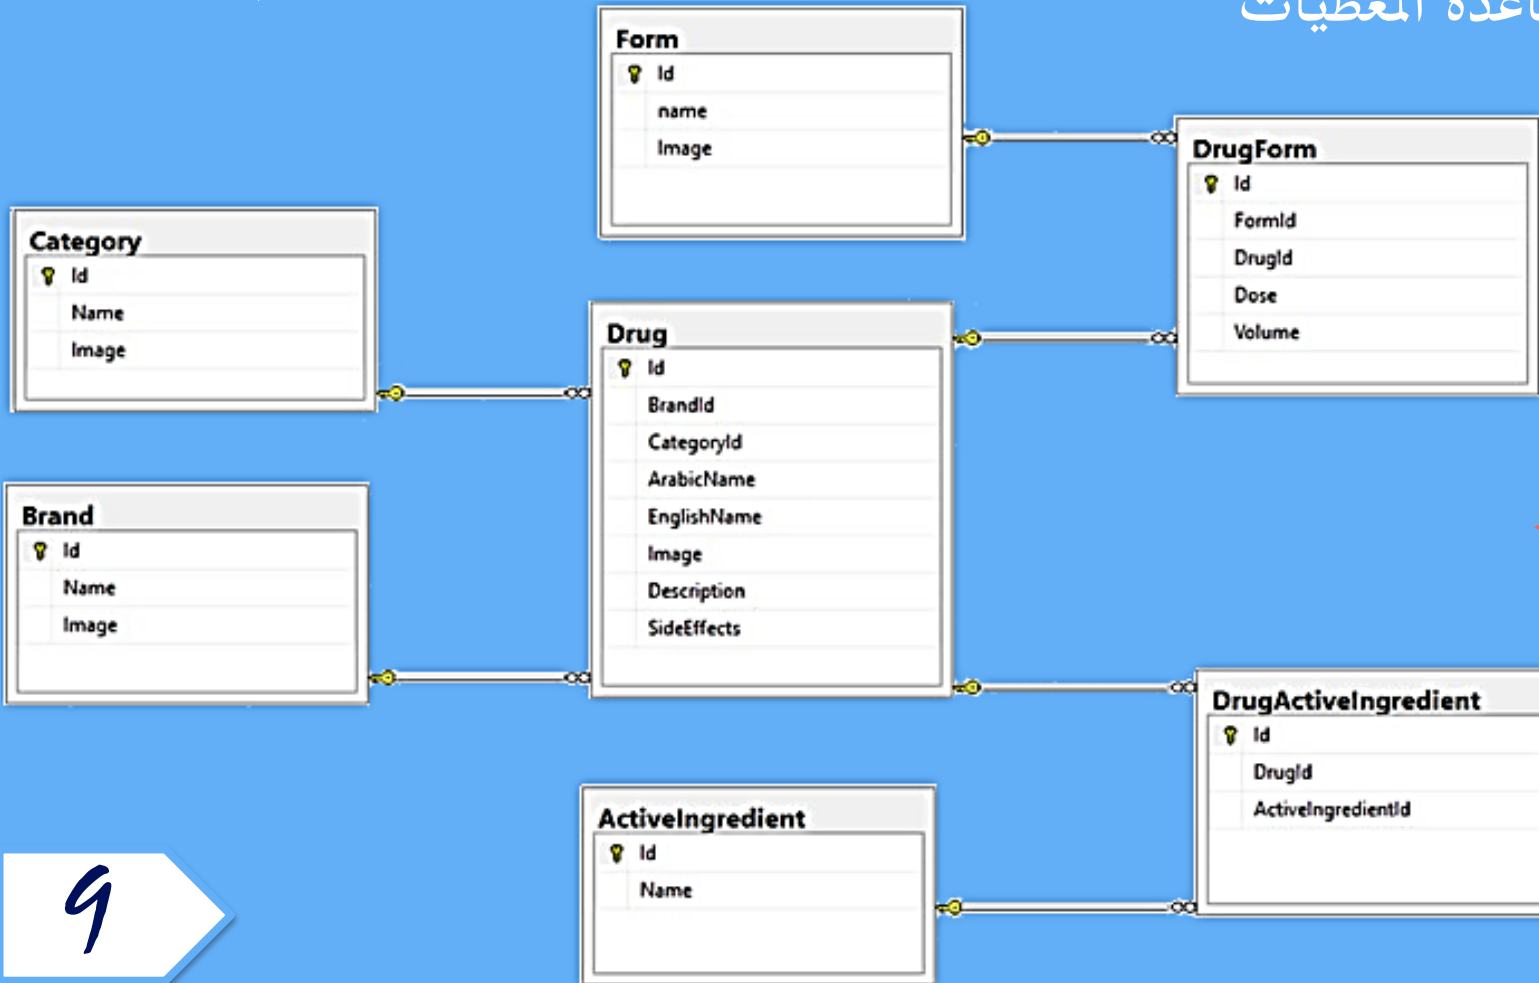 المعطيات
Form
Id
name
Image
DrugForm
Id
FormId
DrugId
Dose
Volume
Category
Id
Name
Image
Drug
Id
BrandId
CategoryId
ArabicName
EnglishName
Image
Description
SideEffects
Brand
Id
Name
Image
DrugActiveIngredient
Id
DrugId
ActiveIngredientId
ActiveIngredient
Id
Name
9